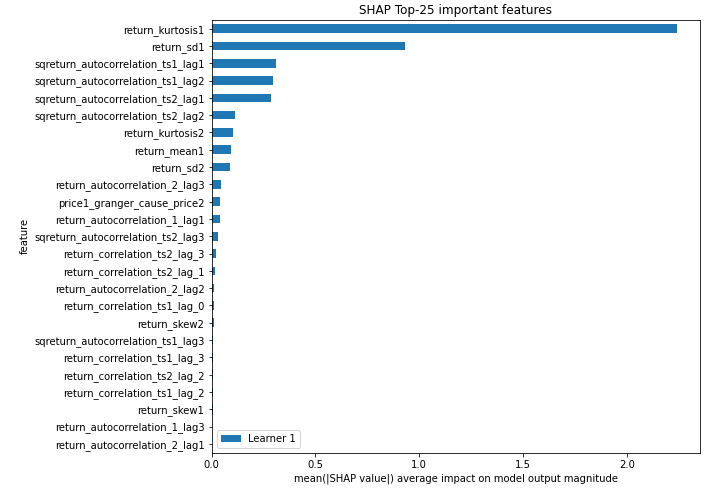 SHAP Top-25 important features
return_kurtosis1
return_sd1
sqreturn_autocorrelation_ts1_lag1
sqreturn_autocorrelation_ts1_lag2
sqreturn_autocorrelation_ts2_lag1
sqreturn_autocorrelation_ts2_lag2
return_kurtosis2
return_mean1
return_sd2
return_autocorrelation_2_lag3
price1_granger_cause_price2
return_autocorrelation_1_lag1
sqreturn_autocorrelation_ts2_lag3
return_correlation_ts2_lag_3
return_correlation_ts2_lag_1
return_autocorrelation_2_lag2
return_correlation_ts1_lag_0
return_skew2
sqreturn_autocorrelation_ts1_lag3
return_correlation_ts1_lag_3
return_correlation_ts2_lag_2
return_correlation_ts1_lag_2
return_skew1
return_autocorrelation_1_lag3
return_autocorrelation_2_lag1
feature
Learner 1
0.0 0.5 1.0 1.5 2.0
mean(|SHAP value|) average impact on model output magnitude